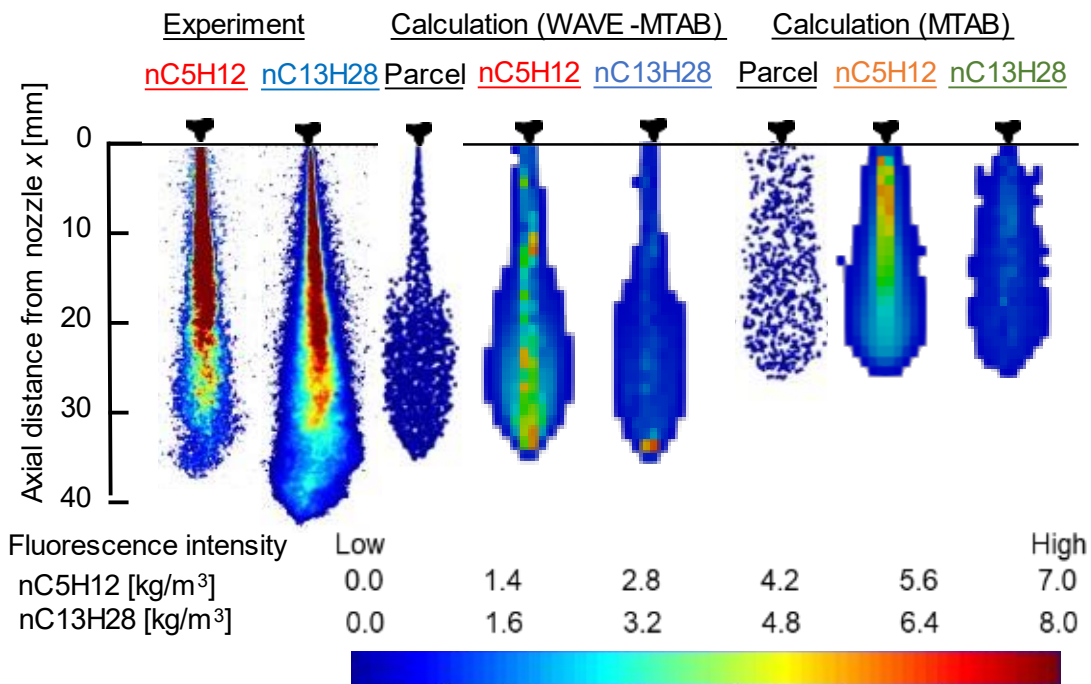 Experiment Calculation (WAVE -MTAB) Calculation (MTAB)
nC5H12 nC13H28 Parcel nC5H12 nC13H28 Parcel nC5H12 nC13H28
Axial distance from nozzle x [mm]
0
10
20
30
40
Fluorescence intensity Low High
nC5H12 [kg/m³] 0.0 1.4 2.8 4.2 5.6 7.0
nC13H28 [kg/m³] 0.0 1.6 3.2 4.8 6.4 8.0